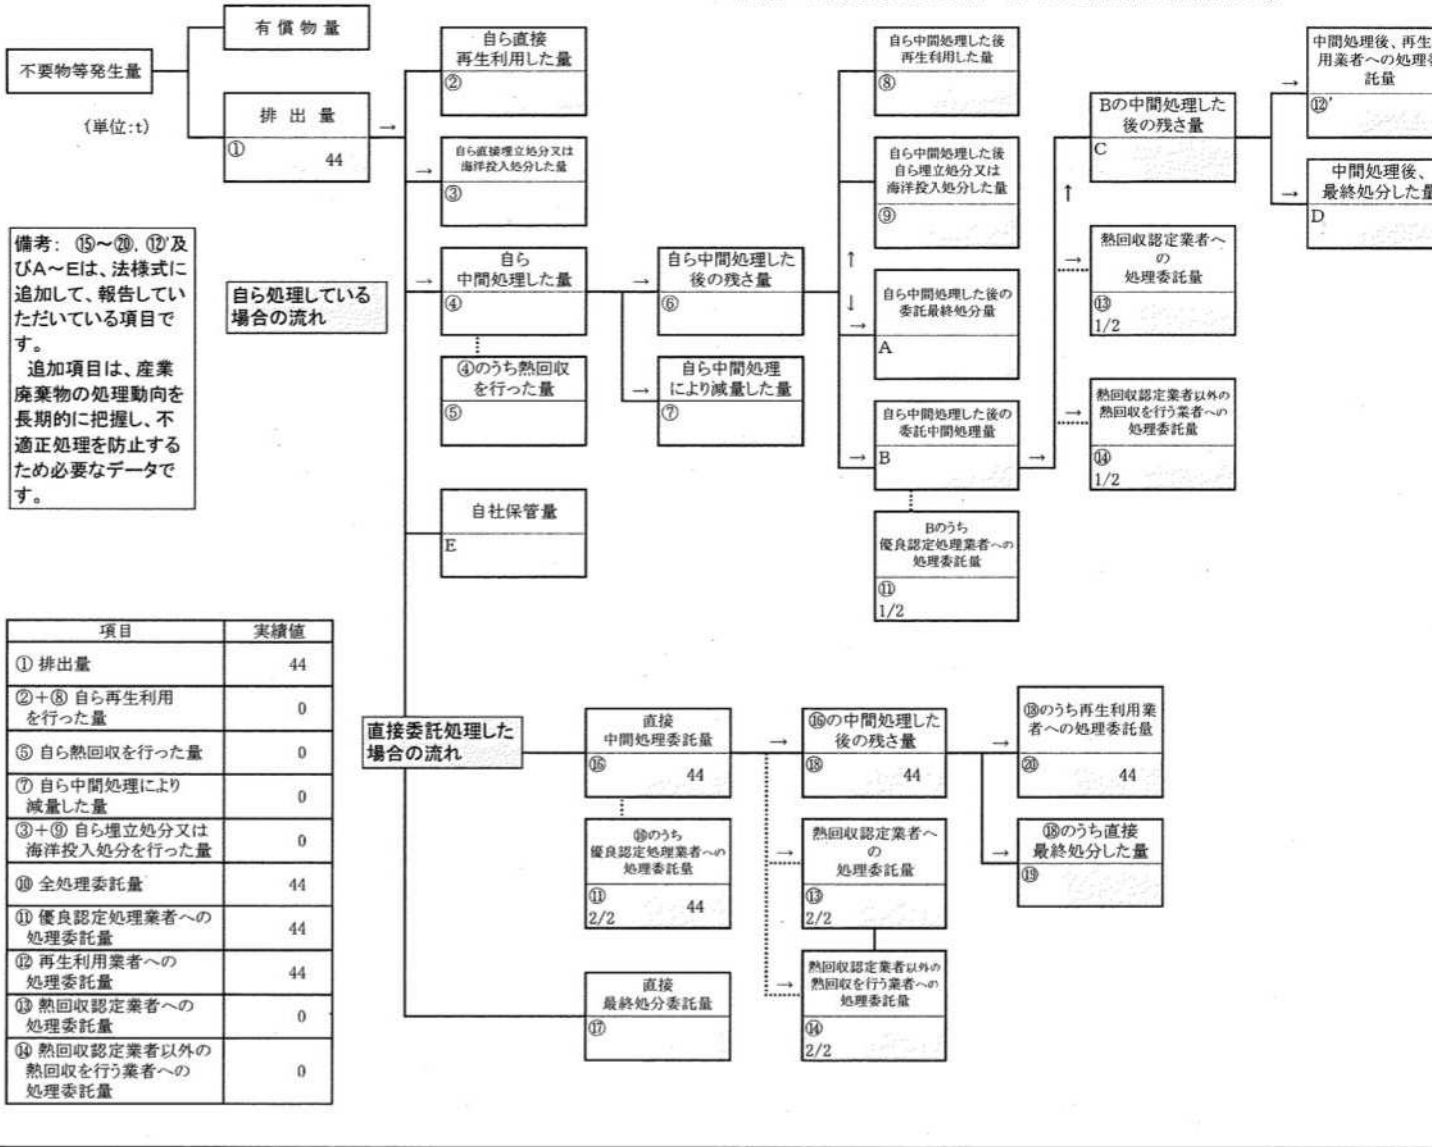 有償物量
不要物等発生量
(単位:t)
排出量
①
44
→
自ら直接
再生利用した量
②
→
自ら直接埋立処分又は
海洋投入処分した量
③
→
自ら
中間処理した量
④
④のうち熱回収
を行った量
⑤
自社保管量
E
→
自ら中間処理した
後の残さ量
⑥
→
自ら中間処理
により減量した量
⑦
自ら中間処理した後
再生利用した量
⑧
自ら中間処理した後
自ら埋立処分又は
海洋投入処分した量
⑨
↑
↓
→
自ら中間処理した後の
委託最終処分量
A
→
自ら中間処理した後の
委託中間処理量
B
Bのうち
優良認定処理業者への
処理委託量
⑪
1/2
→
↑
Bの中間処理した
後の残さ量
C
→
熱回収認定業者へ
の
処理委託量
⑬
1/2
→
熱回収認定業者以外の
熱回収を行う業者への
処理委託量
⑭
1/2
→
中間処理後、再生
用業者への処理
託量
⑫'
→
中間処理後、
最終処分した
D
備考: ⑮~⑳, ⑫'及
びA~Eは、法様式に
追加して、報告してい
ただいている項目で
す。
追加項目は、産業
廃棄物の処理動向を
長期的に把握し、不
適正処理を防止する
ため必要なデータで
す。
自ら処理している
場合の流れ
項目 実績値
① 排出量 44
②+⑧ 自ら再生利用
を行った量 0
⑤ 自ら熱回収を行った量 0
⑦ 自ら中間処理により
減量した量 0
③+⑨ 自ら埋立処分又は
海洋投入処分を行った量 0
⑩ 全処理委託量 44
⑪ 優良認定処理業者への
処理委託量 44
⑫ 再生利用業者への
処理委託量 44
⑬ 熱回収認定業者への
処理委託量 0
⑭ 熱回収認定業者以外の
熱回収を行う業者への
処理委託量 0
直接委託処理した
場合の流れ
直接
中間処理委託量
⑯
44
⑯のうち
優良認定処理業者への
処理委託量
⑪
2/2
44
直接
最終処分委託量
⑰
→
⑯の中間処理した
後の残さ量
⑱
44
→
熱回収認定業者へ
の
処理委託量
⑬
2/2
→
熱回収認定業者以外の
熱回収を行う業者への
処理委託量
⑭
2/2
→
⑱のうち再生利用業
者への処理委託量
⑳
44
→
⑱のうち直接
最終処分した量
⑲